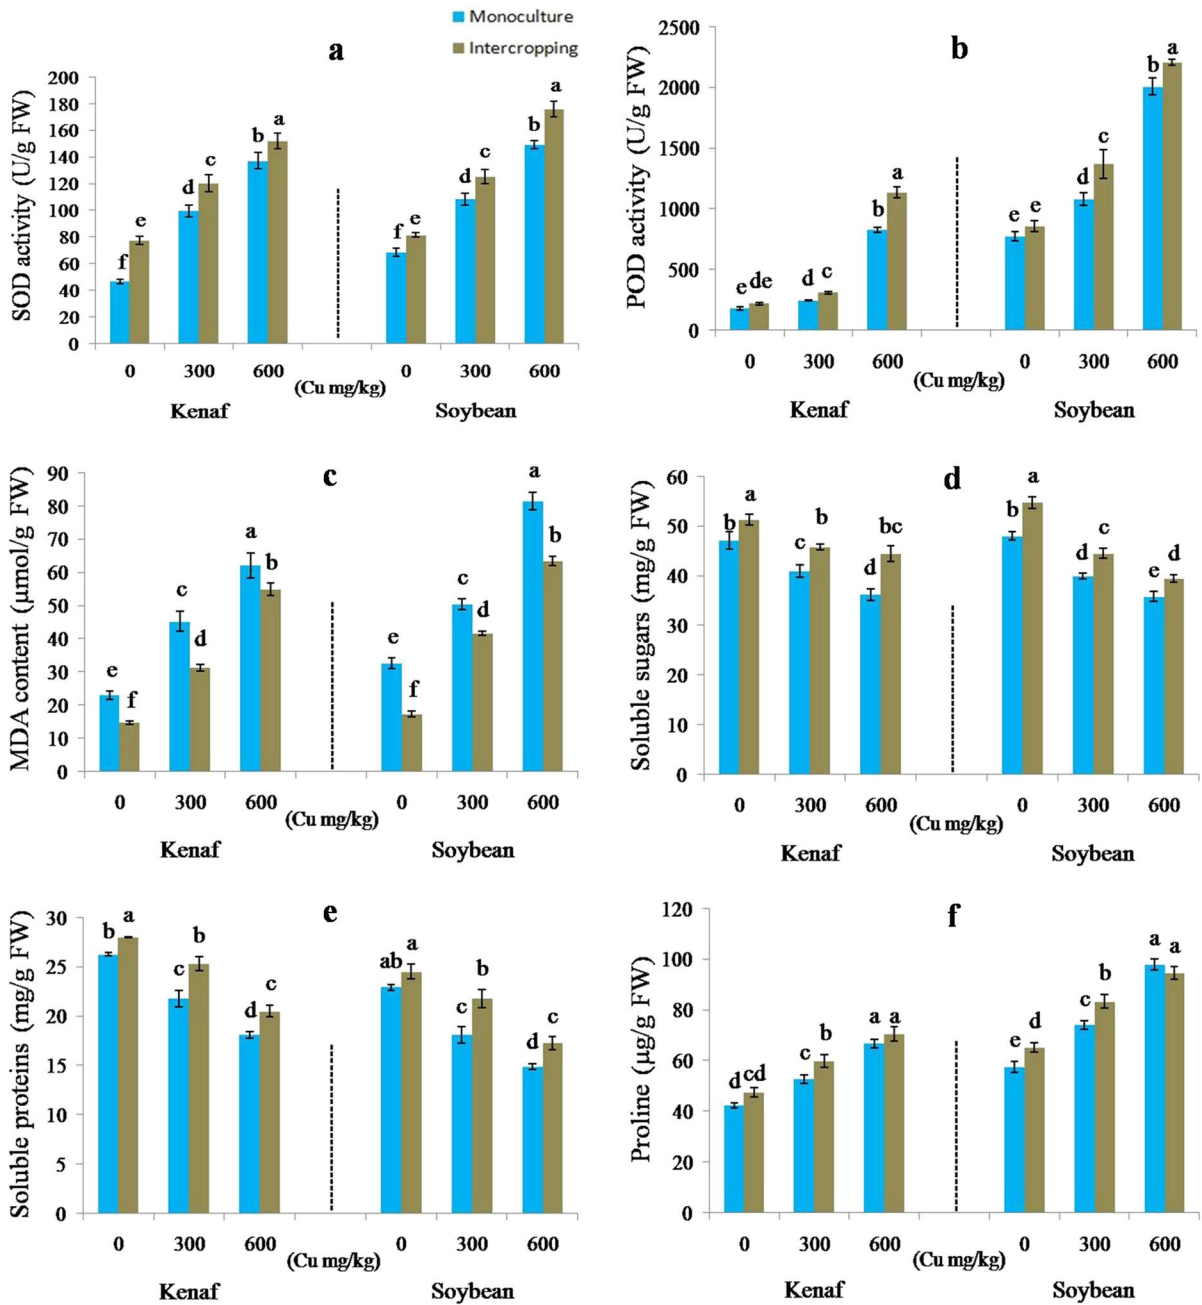 Monoculture
Intercropping
a
SOD activity (U/g FW)
200
180
160
140
120
100
80
60
40
20
0
f e d c b a f e d c b a
0 300 600 0 300 600
(Cu mg/kg)
Kenaf Soybean
b
POD activity (U/g FW)
2500
2000
1500
1000
500
0
e de d c b a e e d c b a
0 300 600 0 300 600
(Cu mg/kg)
Kenaf Soybean
c
MDA content (µmol/g FW)
90
80
70
60
50
40
30
20
10
0
e f c d a b e f c d a b
0 300 600 0 300 600
(Cu mg/kg)
Kenaf Soybean
d
Soluble sugars (mg/g FW)
60
50
40
30
20
10
0
b a c b d bc b a d c e d
0 300 600 0 300 600
(Cu mg/kg)
Kenaf Soybean
e
Soluble proteins (mg/g FW)
30
25
20
15
10
5
0
b a c b d c ab a c b d c
0 300 600 0 300 600
(Cu mg/kg)
Kenaf Soybean
f
Proline (µg/g FW)
120
100
80
60
40
20
0
d cd c b a a e d c b a a
0 300 600 0 300 600
(Cu mg/kg)
Kenaf Soybean